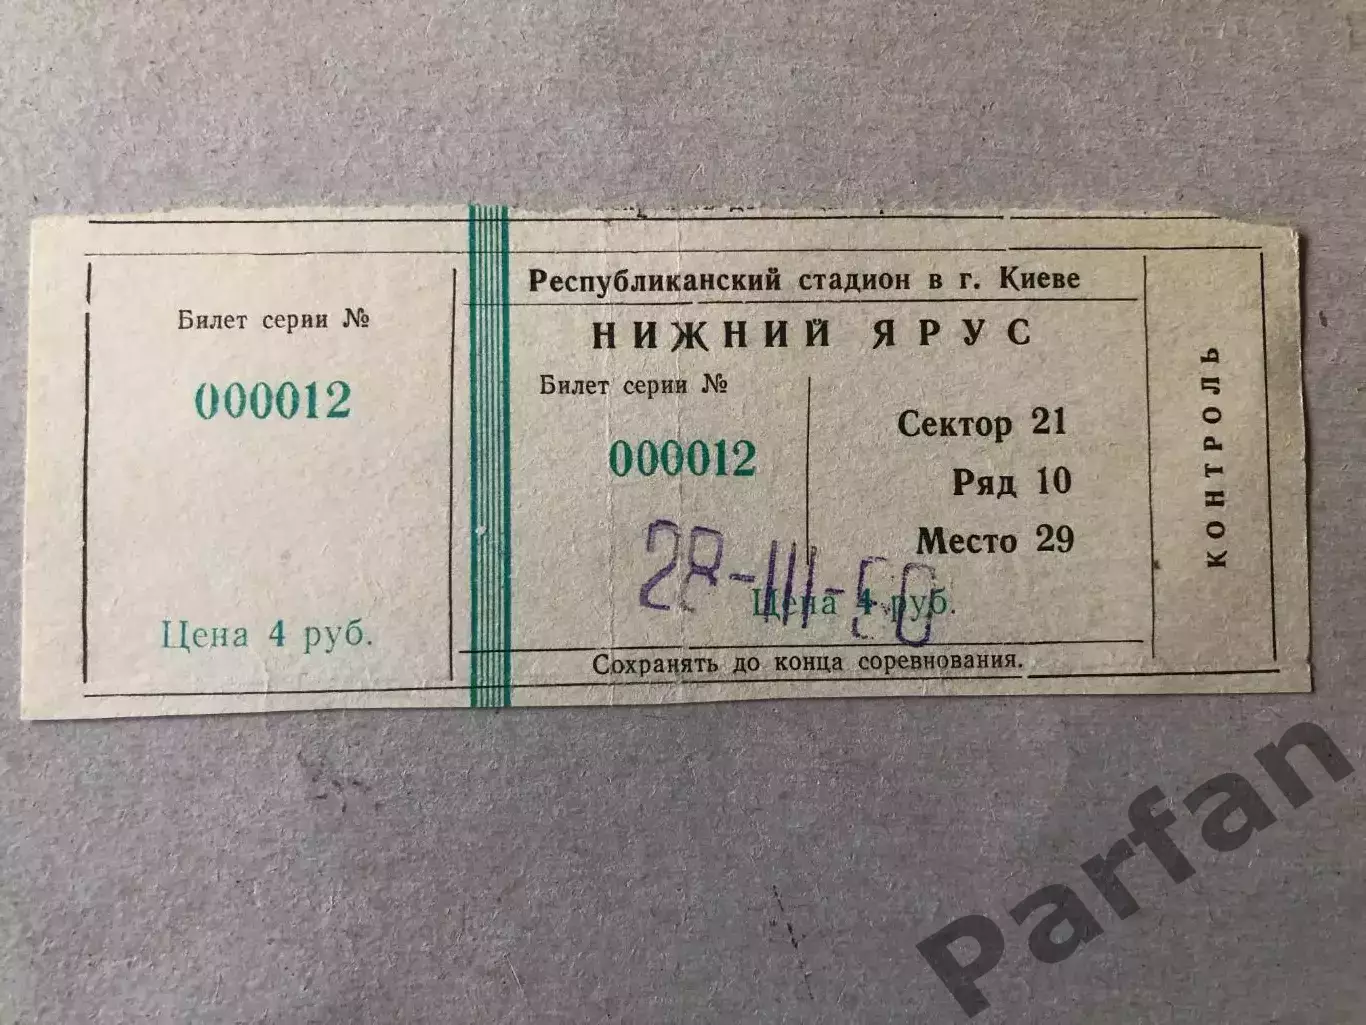 Билет серии №
000012
Цена 4 руб.
Республиканский стадион в г. Киеве
НИЖНИЙ ЯРУС
Билет серии №
000012
Сектор 21
Ряд 10
Место 29
28-III-
Цена 4 руб.
Сохранять до конца соревнования.
КОНТРОЛЬ
Parfan